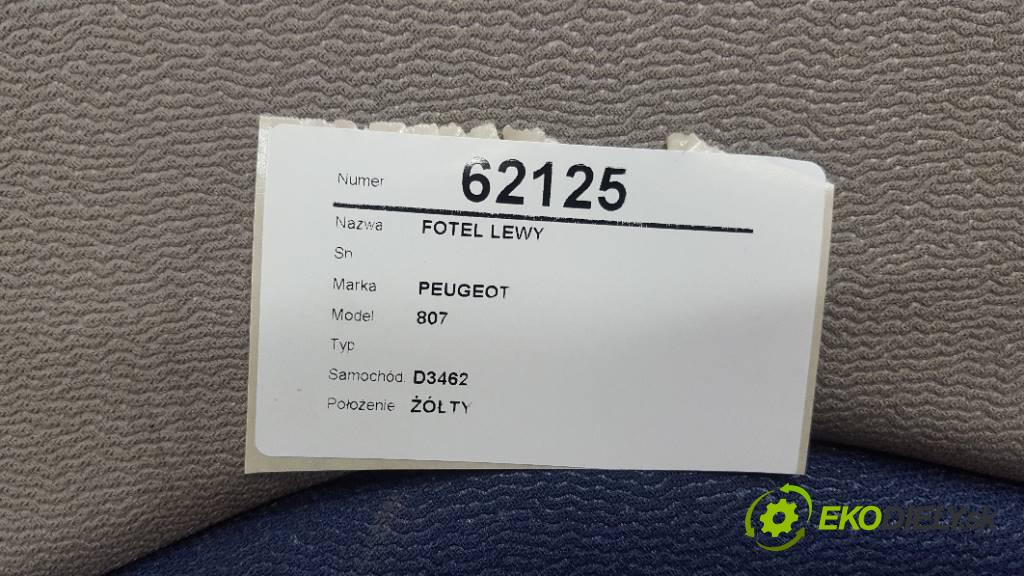 Numer 62125
Nazwa FOTEL LEWY
Sn
Marka PEUGEOT
Model 807
Typ
Samochód D3462
Położenie ŻÓŁTY
EKODIELY.sk